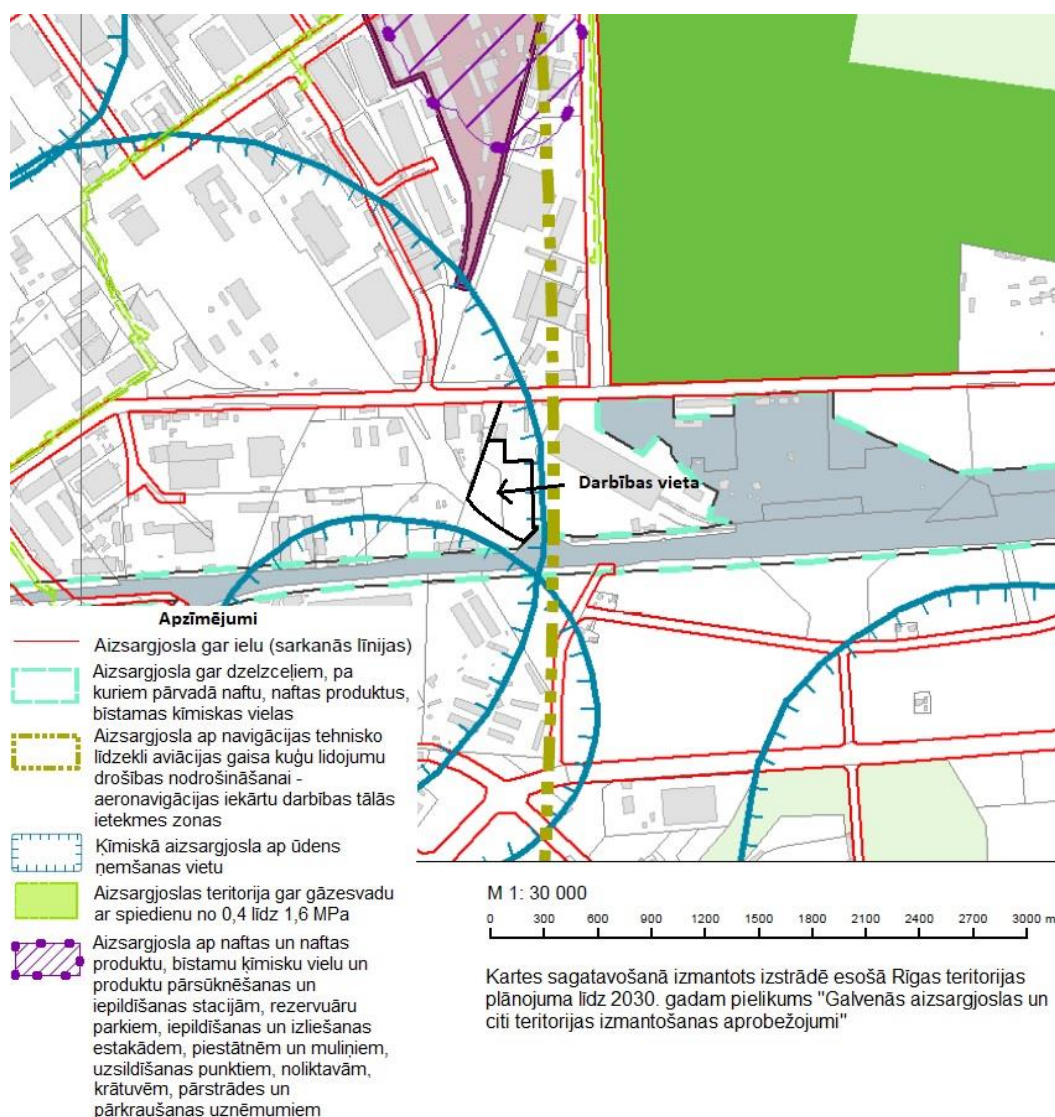 Darbības vieta
Apzīmējumi
Aizsargjosla gar ielu (sarkanās līnijas)
Aizsargjosla gar dzelzceļiem, pa
kuriem pārvadā naftu, naftas produktus,
bīstamas ķīmiskas vielas
Aizsargjosla ap navigācijas tehnisko
līdzekli aviācijas gaisa kuģu lidojumu
drošības nodrošināšanai -
aeronavigācijas iekārtu darbības tālās
ietekmes zonas
Ķīmiskā aizsargjosla ap ūdens
ņemšanas vietu
Aizsargjoslas teritorija gar gāzesvadu
ar spiedienu no 0,4 līdz 1,6 MPa
Aizsargjosla ap naftas un naftas
produktu, bīstamu ķīmisku vielu un
produktu pārsūknēšanas un
iepildīšanas stacijām, rezervuāru
parkiem, iepildīšanas un izliešanas
estakādēm, piestātnēm un muliņiem,
uzsildīšanas punktiem, noliktavām,
krātuvēm, pārstrādes un
pārkraušanas uzņēmumiem
M 1: 30 000
0 300 600 900 1200 1500 1800 2100 2400 2700 3000 m
Kartes sagatavošanā izmantots izstrādē esošā Rīgas teritorijas
plānojuma līdz 2030. gadam pielikums "Galvenās aizsargjoslas un
citi teritorijas izmantošanas aprobežojumi"